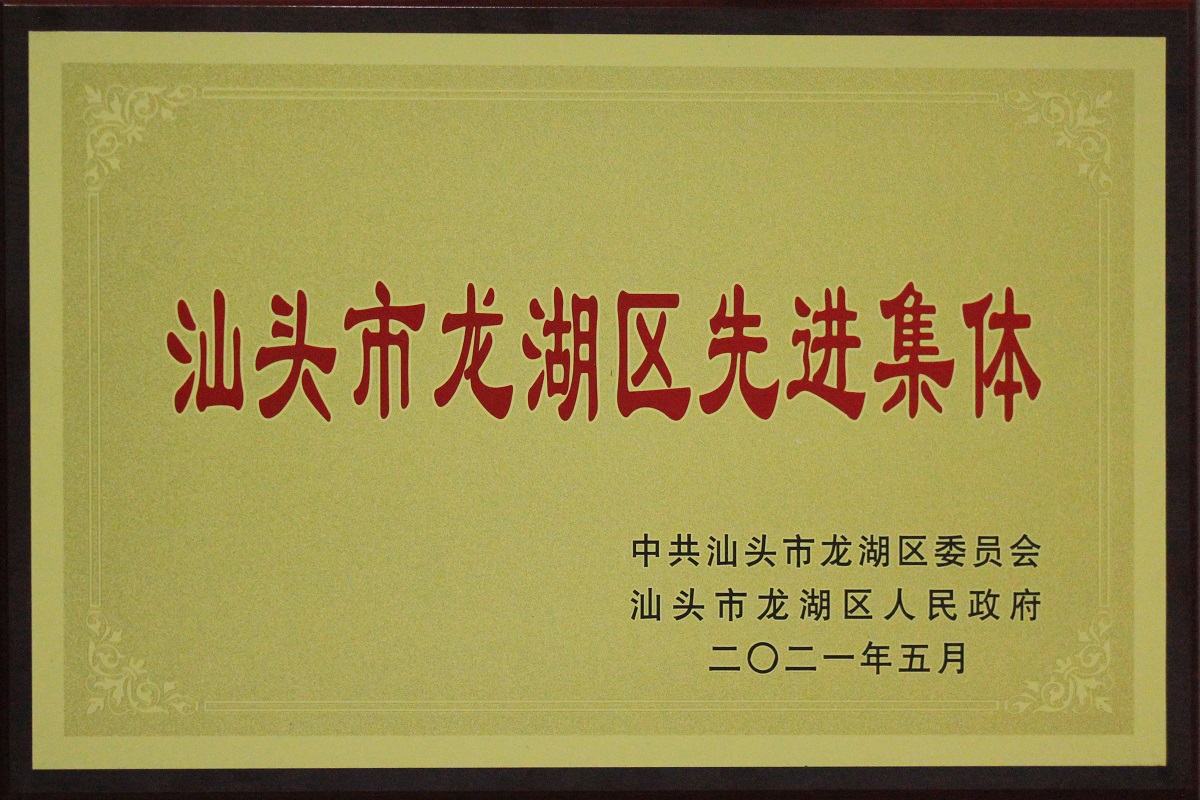 汕头市龙湖区先进集体
中共汕头市龙湖区委员会
汕头市龙湖区人民政府
二〇二一年五月